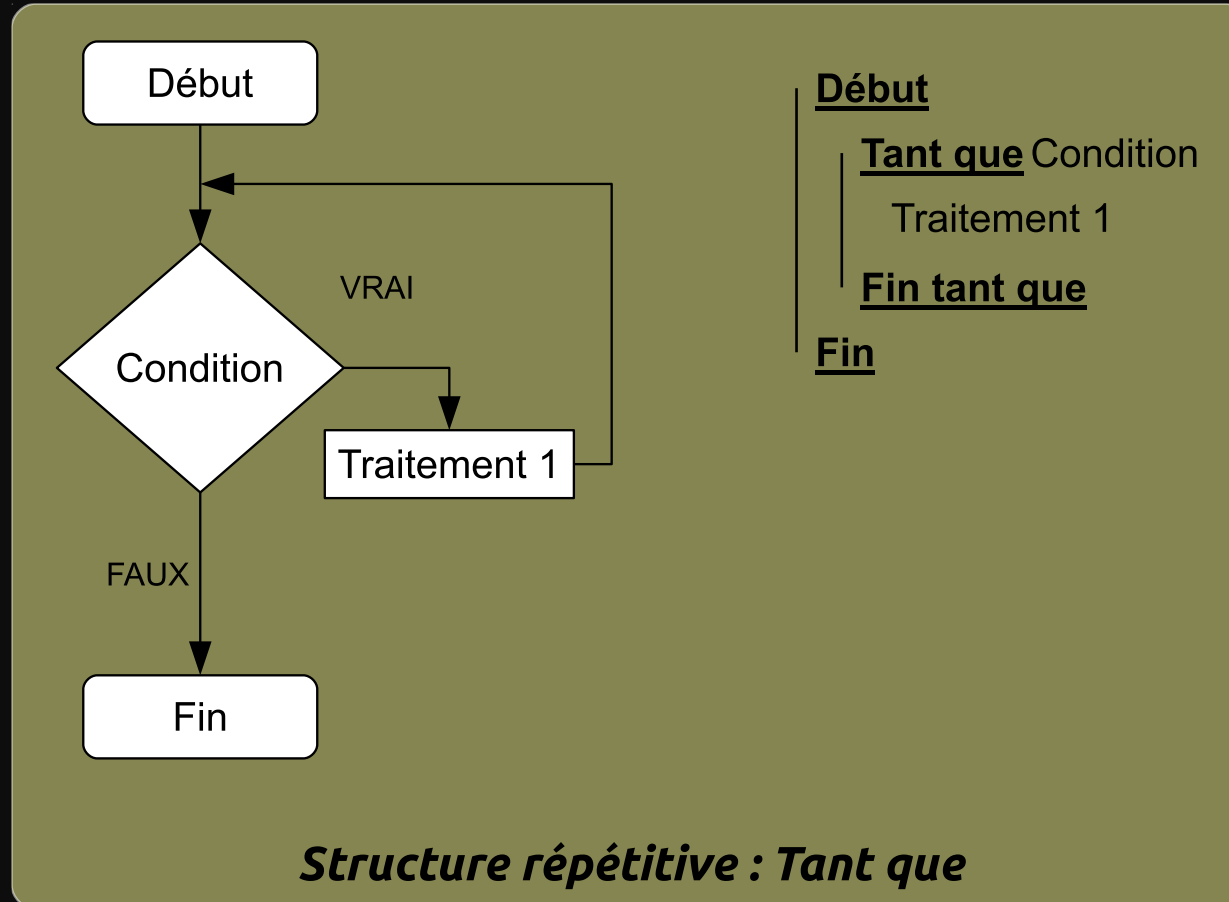 Début
VRAI
Condition
Traitement 1
FAUX
Fin
Début
Tant que Condition
Traitement 1
Fin tant que
Fin
Structure répétitive : Tant que